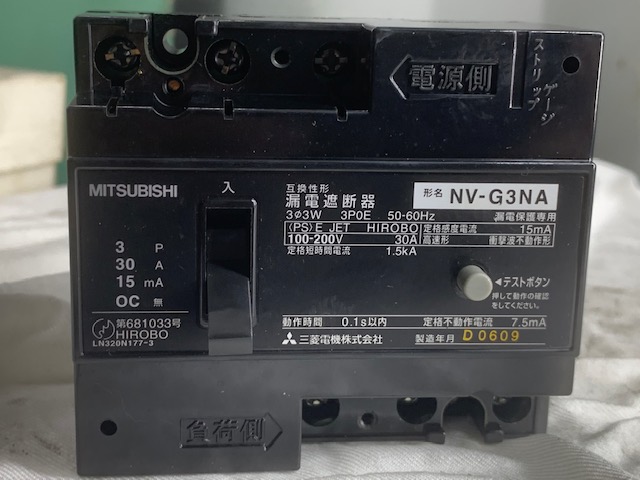 電源側
ストリップ
ゲージ
MITSUBISHI
3 P
30 A
15 mA
OC 無
第681033号
HIROBO
LN320N177-3
入
互換性形
漏電遮断器
3ø3W 3P0E 50-60Hz
⟨PS⟩E JET HIROBO
100-200V 30A
定格短時間電流 1.5kA
形名 NV-G3NA
漏電保護専用
定格感度電流 15mA
高速形 衝撃波不動作形
◀テストボタン
押して動作の確認
をしてください。
動作時間 0.1s以内 定格不動作電流 7.5mA
三菱電機株式会社 製造年月 D0609
負荷側